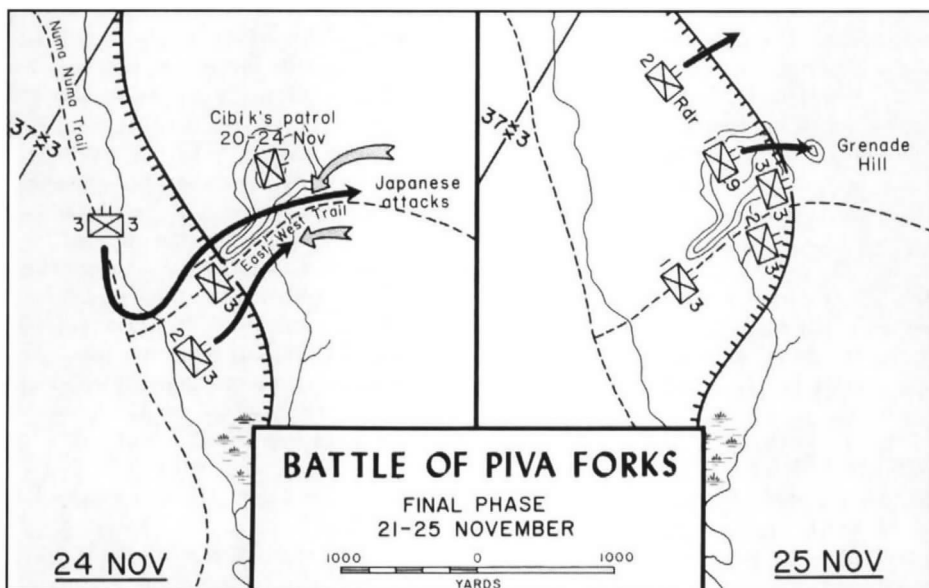 Numa Numa Trail
37 XX 3
Cibik's patrol
20-24 Nov
Japanese
attacks
East-West Trail
3 3
3
2
3
24 NOV
37 XX 3
2
Rdr
Grenade
Hill
9
3
3
2
3
3
25 NOV
BATTLE OF PIVA FORKS
FINAL PHASE
21-25 NOVEMBER
1000 0 1000
YARDS